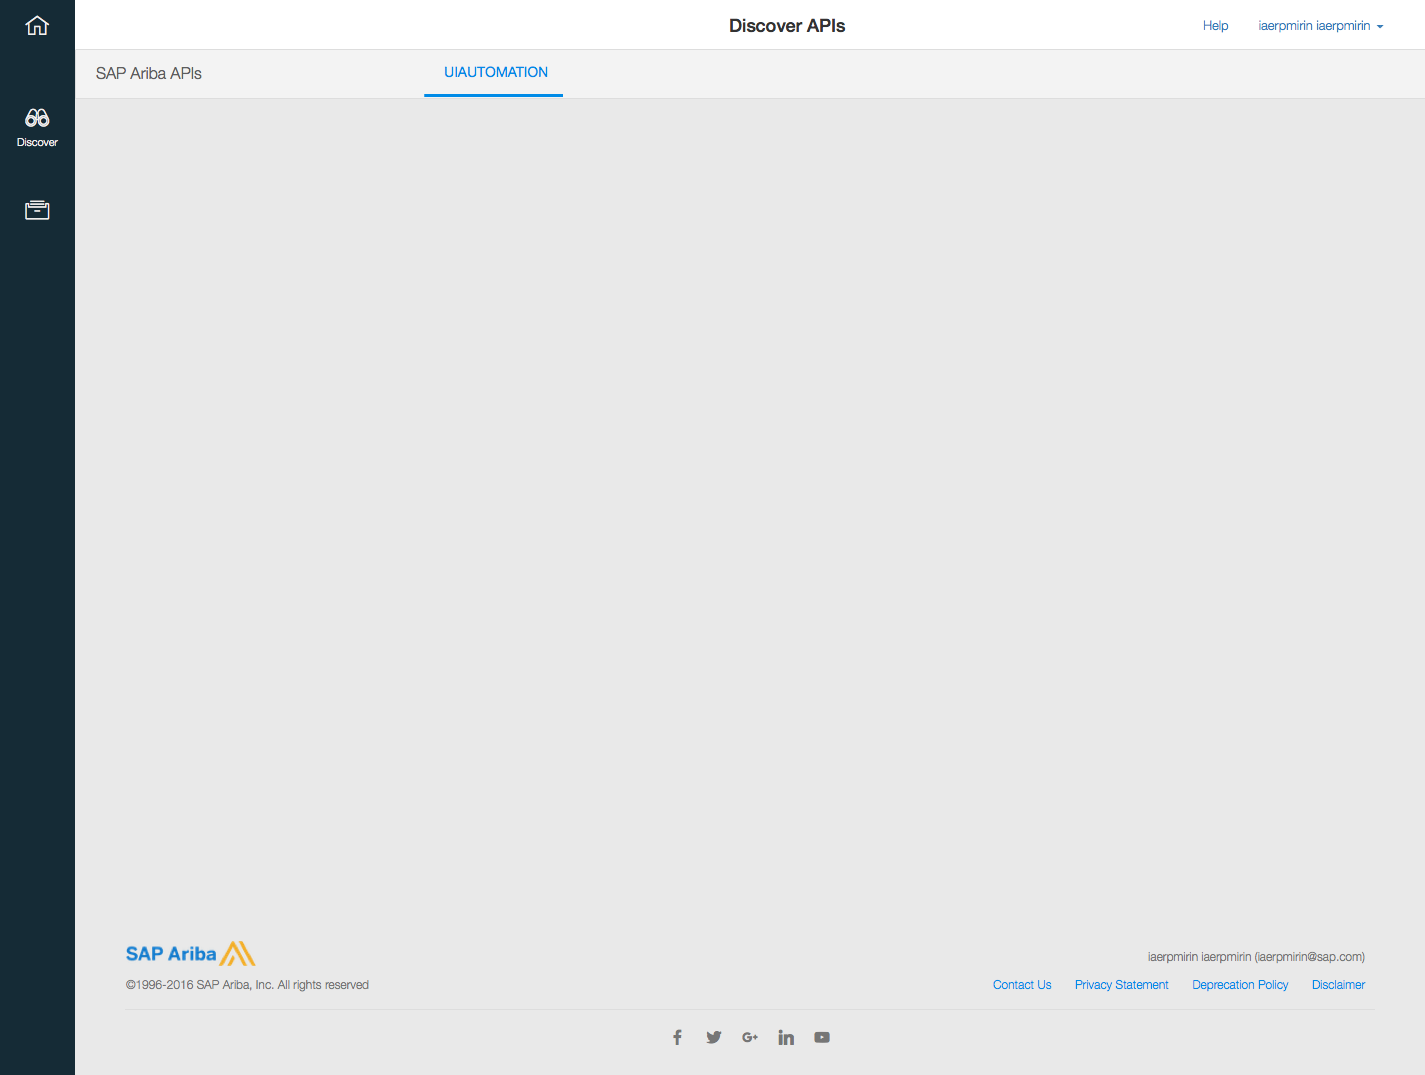 Discover APIs
Help
iaerpmirin iaerpmirin
SAP Ariba APIs
UIAUTOMATION
Discover
SAP Ariba
iaerpmirin iaerpmirin (iaerpmirin@sap.com)
©1996-2016 SAP Ariba, Inc. All rights reserved
Contact Us
Privacy Statement
Deprecation Policy
Disclaimer